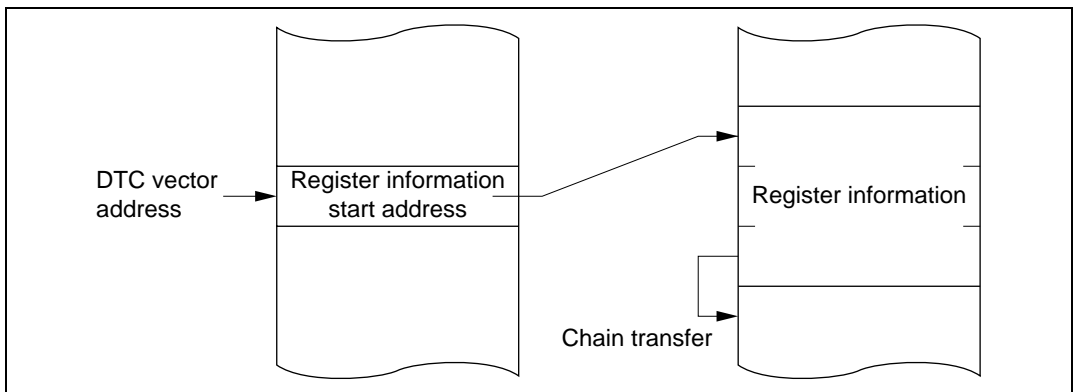 DTC vector
address
Register information
start address
Register information
Chain transfer